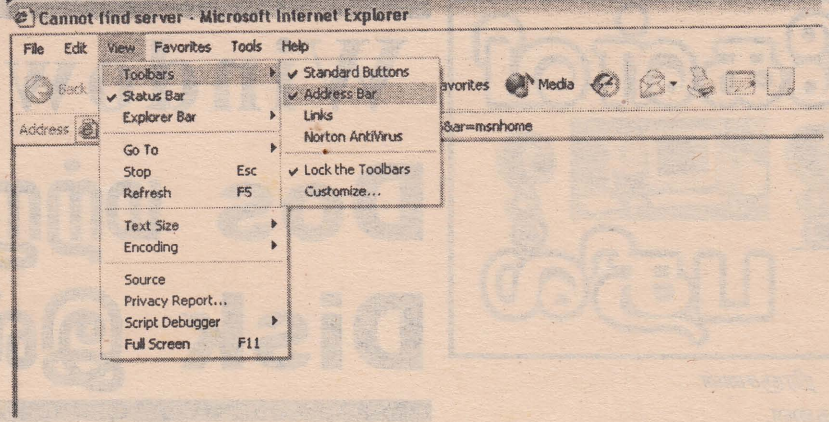 Cannot find server - Microsoft Internet Explorer
File Edit View Favorites Tools Help
Back
avorites Media
Address
&ar=msnhome
Toolbars
Status Bar
Explorer Bar
Go To
Stop Esc
Refresh F5
Text Size
Encoding
Source
Privacy Report...
Script Debugger
Full Screen F11
Standard Buttons
Address Bar
Links
Norton AntiVirus
Lock the Toolbars
Customize...